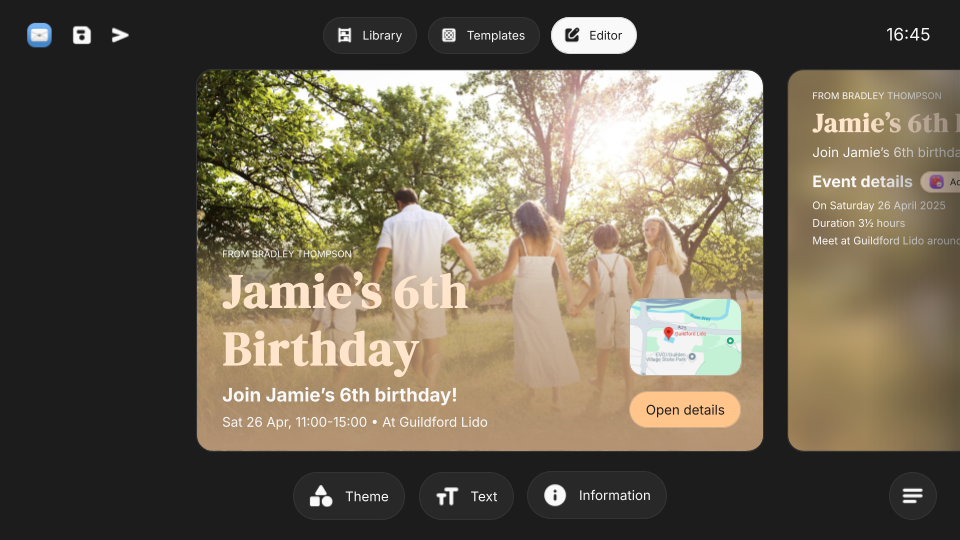 Library
Templates
Editor
16:45
FROM BRADLEY THOMPSON
Jamie’s 6th
Birthday
Join Jamie’s 6th birthday!
Sat 26 Apr, 11:00-15:00 • At Guildford Lido
A25
Guildford Lido
Open details
FROM BRADLEY THOMPSON
Jamie’s 6th
Join Jamie’s 6th birthda
Event details
On Saturday 26 April 2025
Duration 3½ hours
Meet at Guildford Lido aroun
Theme
Text
Information